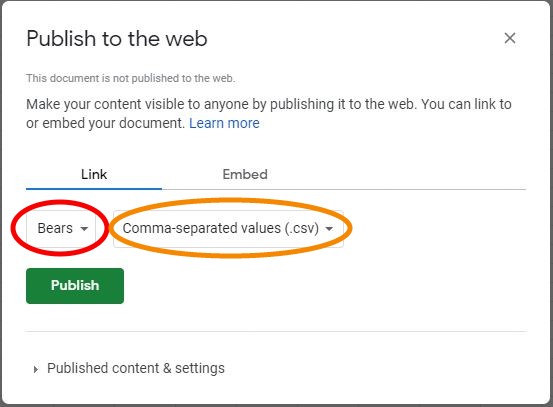 Publish to the web
This document is not published to the web.
Make your content visible to anyone by publishing it to the web. You can link to
or embed your document. Learn more
Link Embed
Bears Comma-separated values (.csv)
Publish
Published content & settings